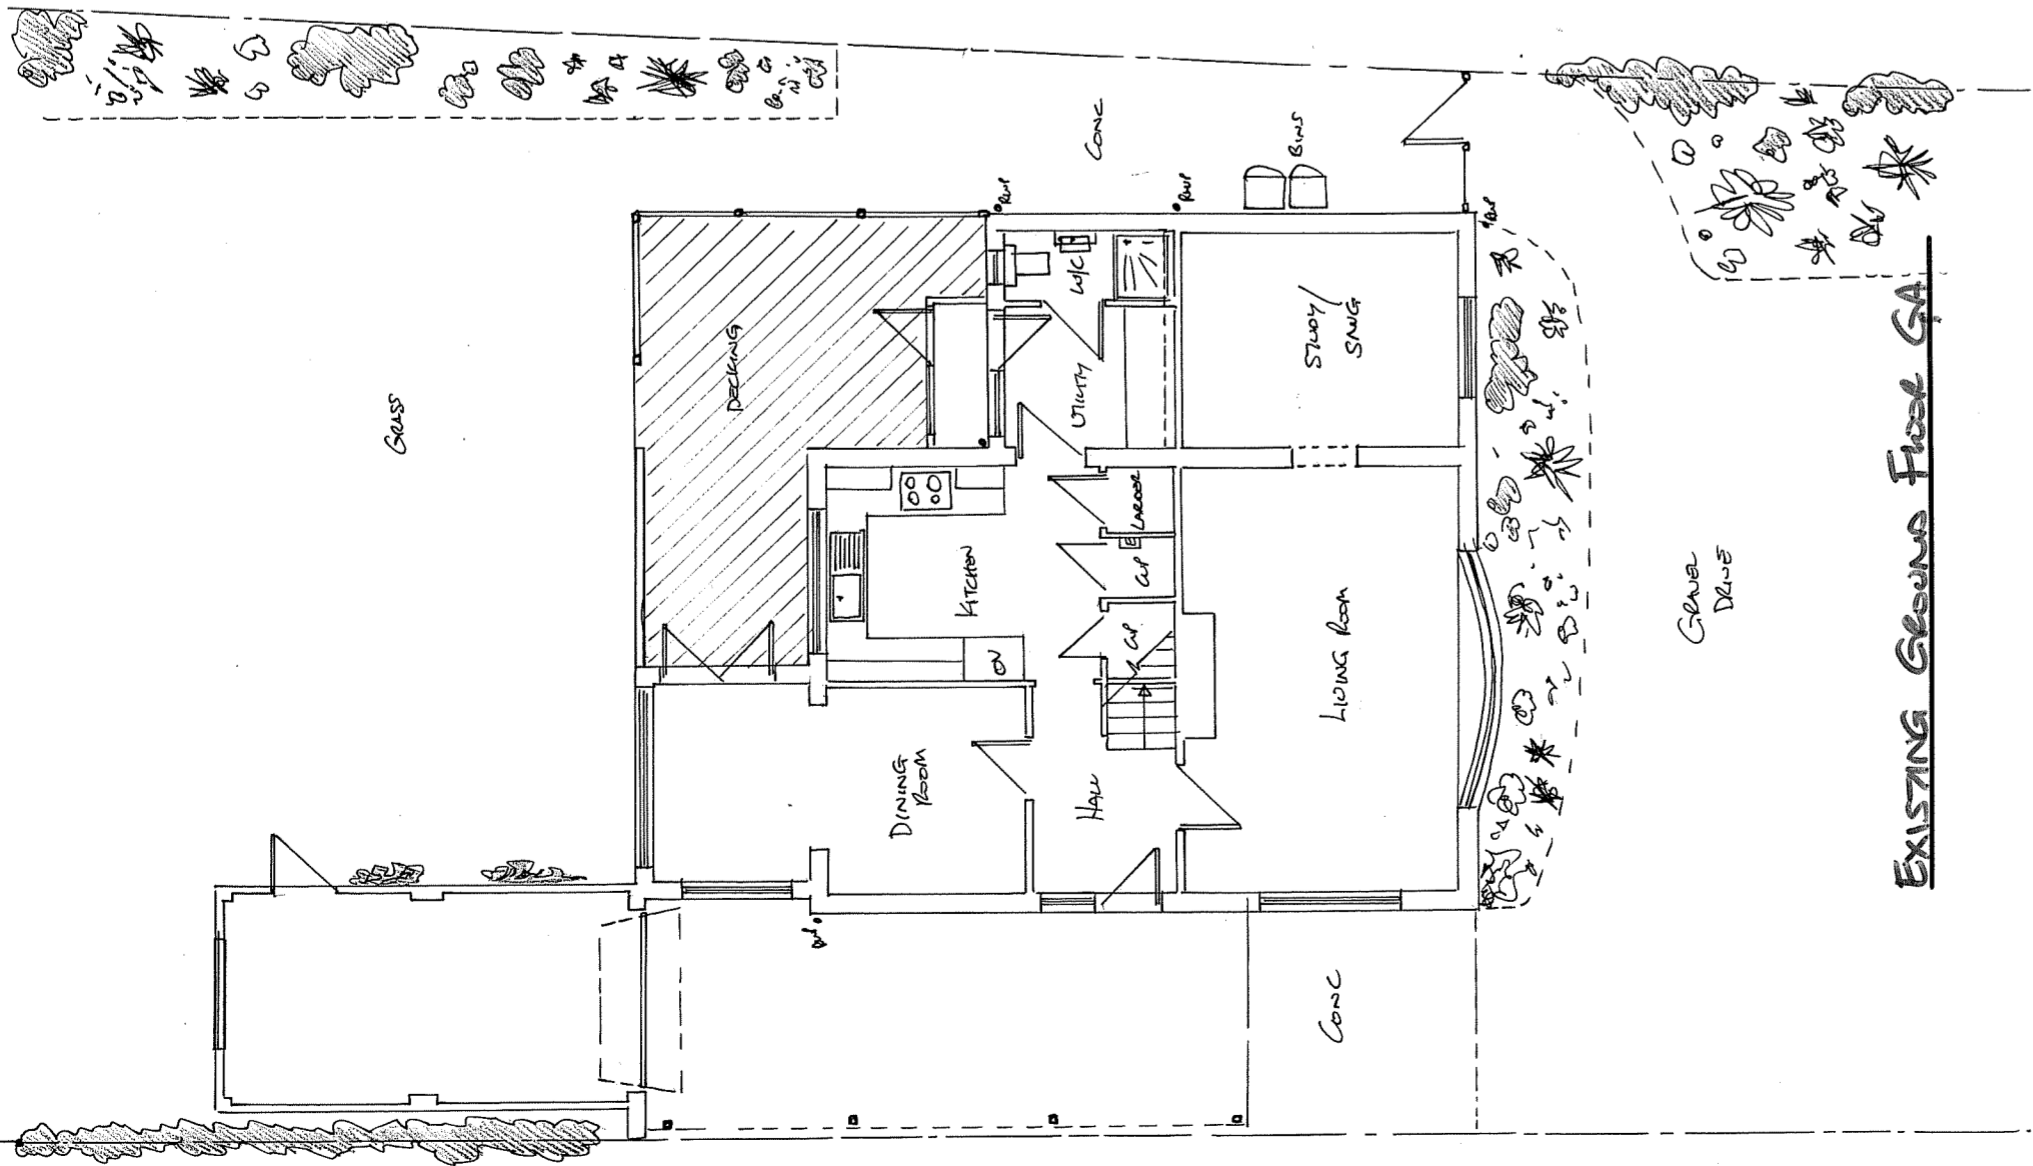 EXISTING GROUND FLOOR GA
GRASS
DECKING
CONC
BINS
RWP
RWP
RWP
W/C
UTILITY
STUDY/
SNUG
KITCHEN
LARDER
CUP
CUP
OV
LIVING ROOM
DINING
ROOM
HALL
RWP
CONC
GRAVEL
DRIVE